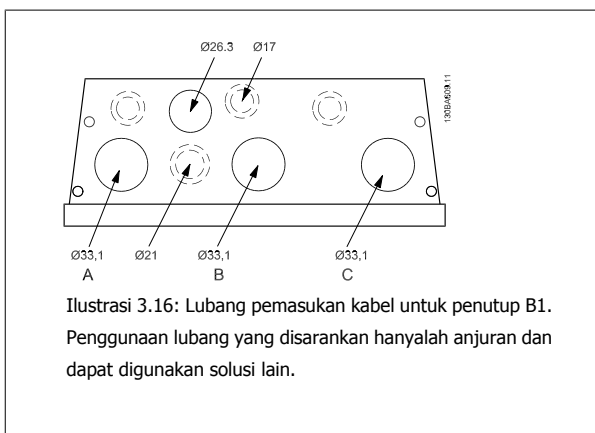 Ø26.3 Ø17
130BA609.11
Ø33,1 Ø21 Ø33,1 Ø33,1
A B C
Ilustrasi 3.16: Lubang pemasukan kabel untuk penutup B1.
Penggunaan lubang yang disarankan hanyalah anjuran dan
dapat digunakan solusi lain.